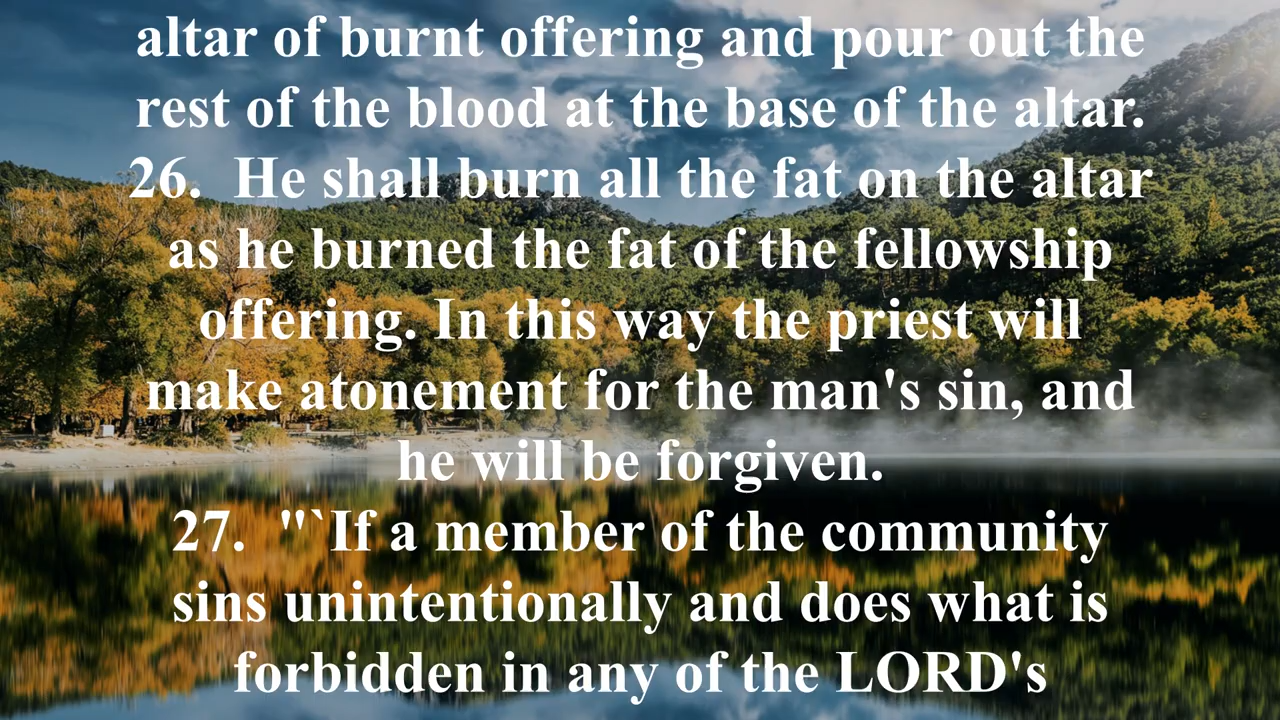 altar of burnt offering and pour out the
rest of the blood at the base of the altar.
26.  He shall burn all the fat on the altar
as he burned the fat of the fellowship
offering. In this way the priest will
make atonement for the man's sin, and
he will be forgiven.
27.  "`If a member of the community
sins unintentionally and does what is
forbidden in any of the LORD's